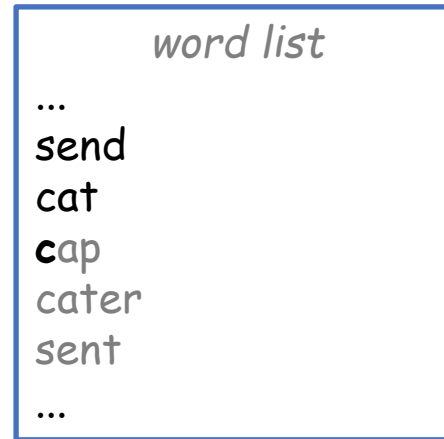 word list
...
send
cat
cap
cater
sent
...